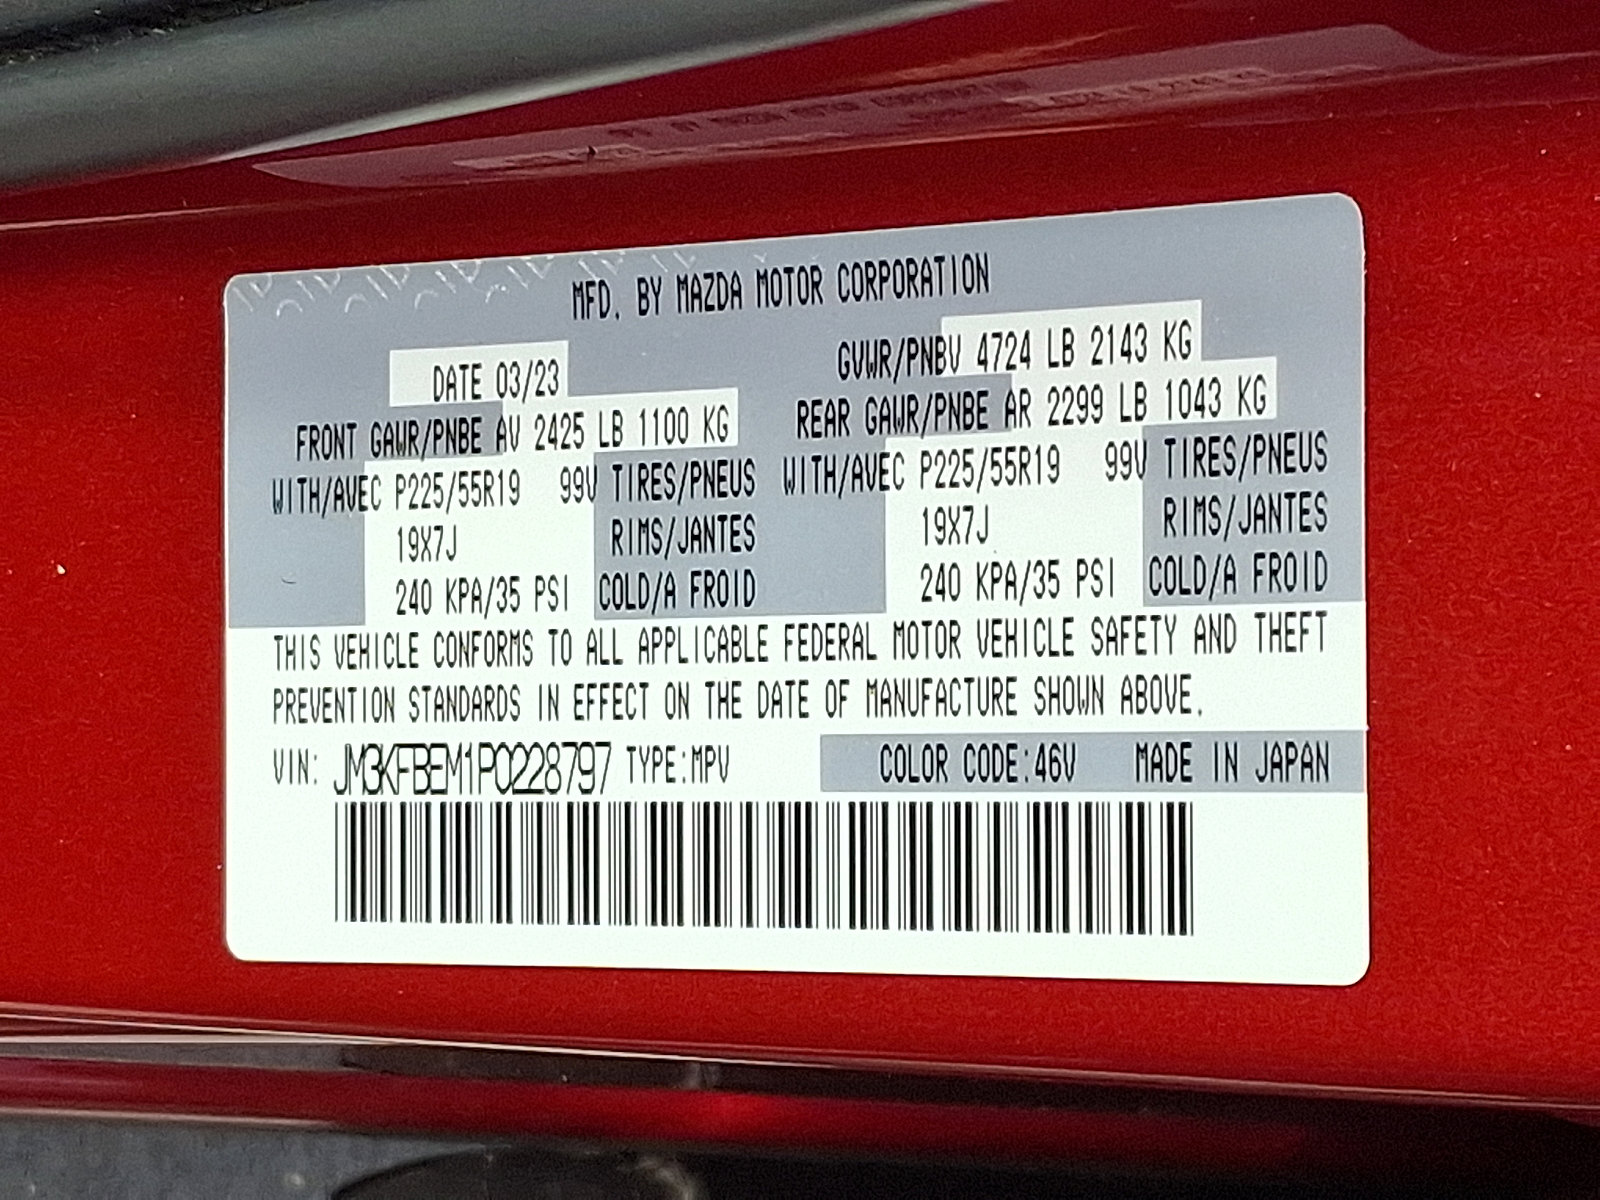 MFD. BY MAZDA MOTOR CORPORATION
DATE 03/23 GVWR/PNBV 4724 LB 2143 KG
FRONT GAWR/PNBE AV 2425 LB 1100 KG REAR GAWR/PNBE AR 2299 LB 1043 KG
WITH/AVEC P225/55R19 99V TIRES/PNEUS WITH/AVEC P225/55R19 99V TIRES/PNEUS
19X7J RIMS/JANTES 19X7J RIMS/JANTES
240 KPA/35 PSI COLD/A FROID 240 KPA/35 PSI COLD/A FROID
THIS VEHICLE CONFORMS TO ALL APPLICABLE FEDERAL MOTOR VEHICLE SAFETY AND THEFT
PREVENTION STANDARDS IN EFFECT ON THE DATE OF MANUFACTURE SHOWN ABOVE.
VIN: JM3KFBEM1P0228797 TYPE:MPV COLOR CODE:46V MADE IN JAPAN